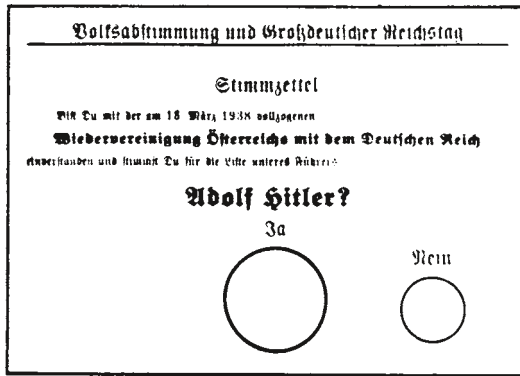 Volksabstimmung und Großdeutscher Reichstag
Stimmzettel
Bist Du mit der am 18 März 1938 vollzogenen
Wiedervereinigung Österreichs mit dem Deutschen Reich
einverstanden und stimmst Du für die Liste unseres Führers
Adolf Hitler?
Ja
Nein